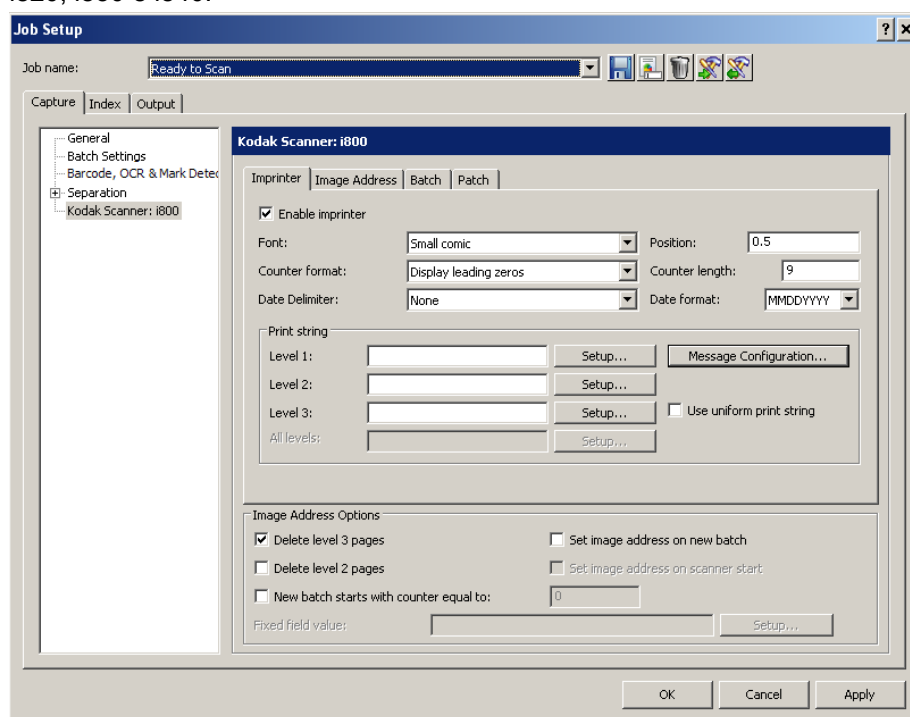 Job Setup
Job name: Ready to Scan
Capture Index Output
General
Batch Settings
Barcode, OCR & Mark Detec
Separation
Kodak Scanner: i800
Kodak Scanner: i800
Imprinter Image Address Batch Patch
Enable imprinter
Font: Small comic Position: 0.5
Counter format: Display leading zeros Counter length: 9
Date Delimiter: None Date format: MMDDYYYY
Print string
Level 1: Setup... Message Configuration...
Level 2: Setup...
Level 3: Setup... Use uniform print string
All levels: Setup...
Image Address Options
Delete level 3 pages Set image address on new batch
Delete level 2 pages Set image address on scanner start
New batch starts with counter equal to: 0
Fixed field value: Setup...
OK Cancel Apply